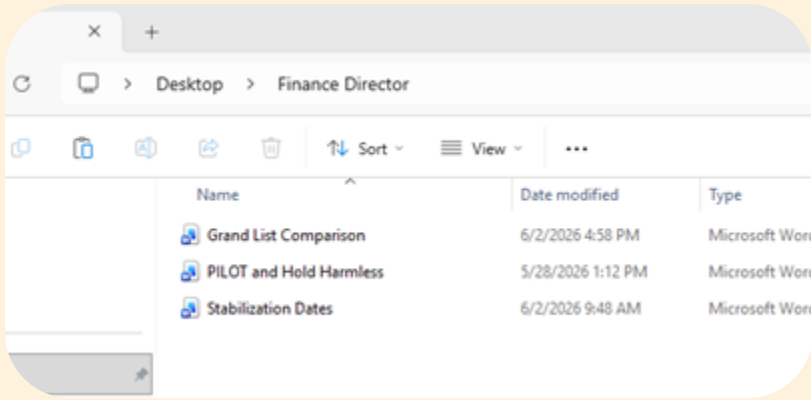 Desktop > Finance Director
Sort View
Name Date modified Type
Grand List Comparison 6/2/2026 4:58 PM Microsoft Wor
PILOT and Hold Harmless 5/28/2026 1:12 PM Microsoft Wor
Stabilization Dates 6/2/2026 9:48 AM Microsoft Wor